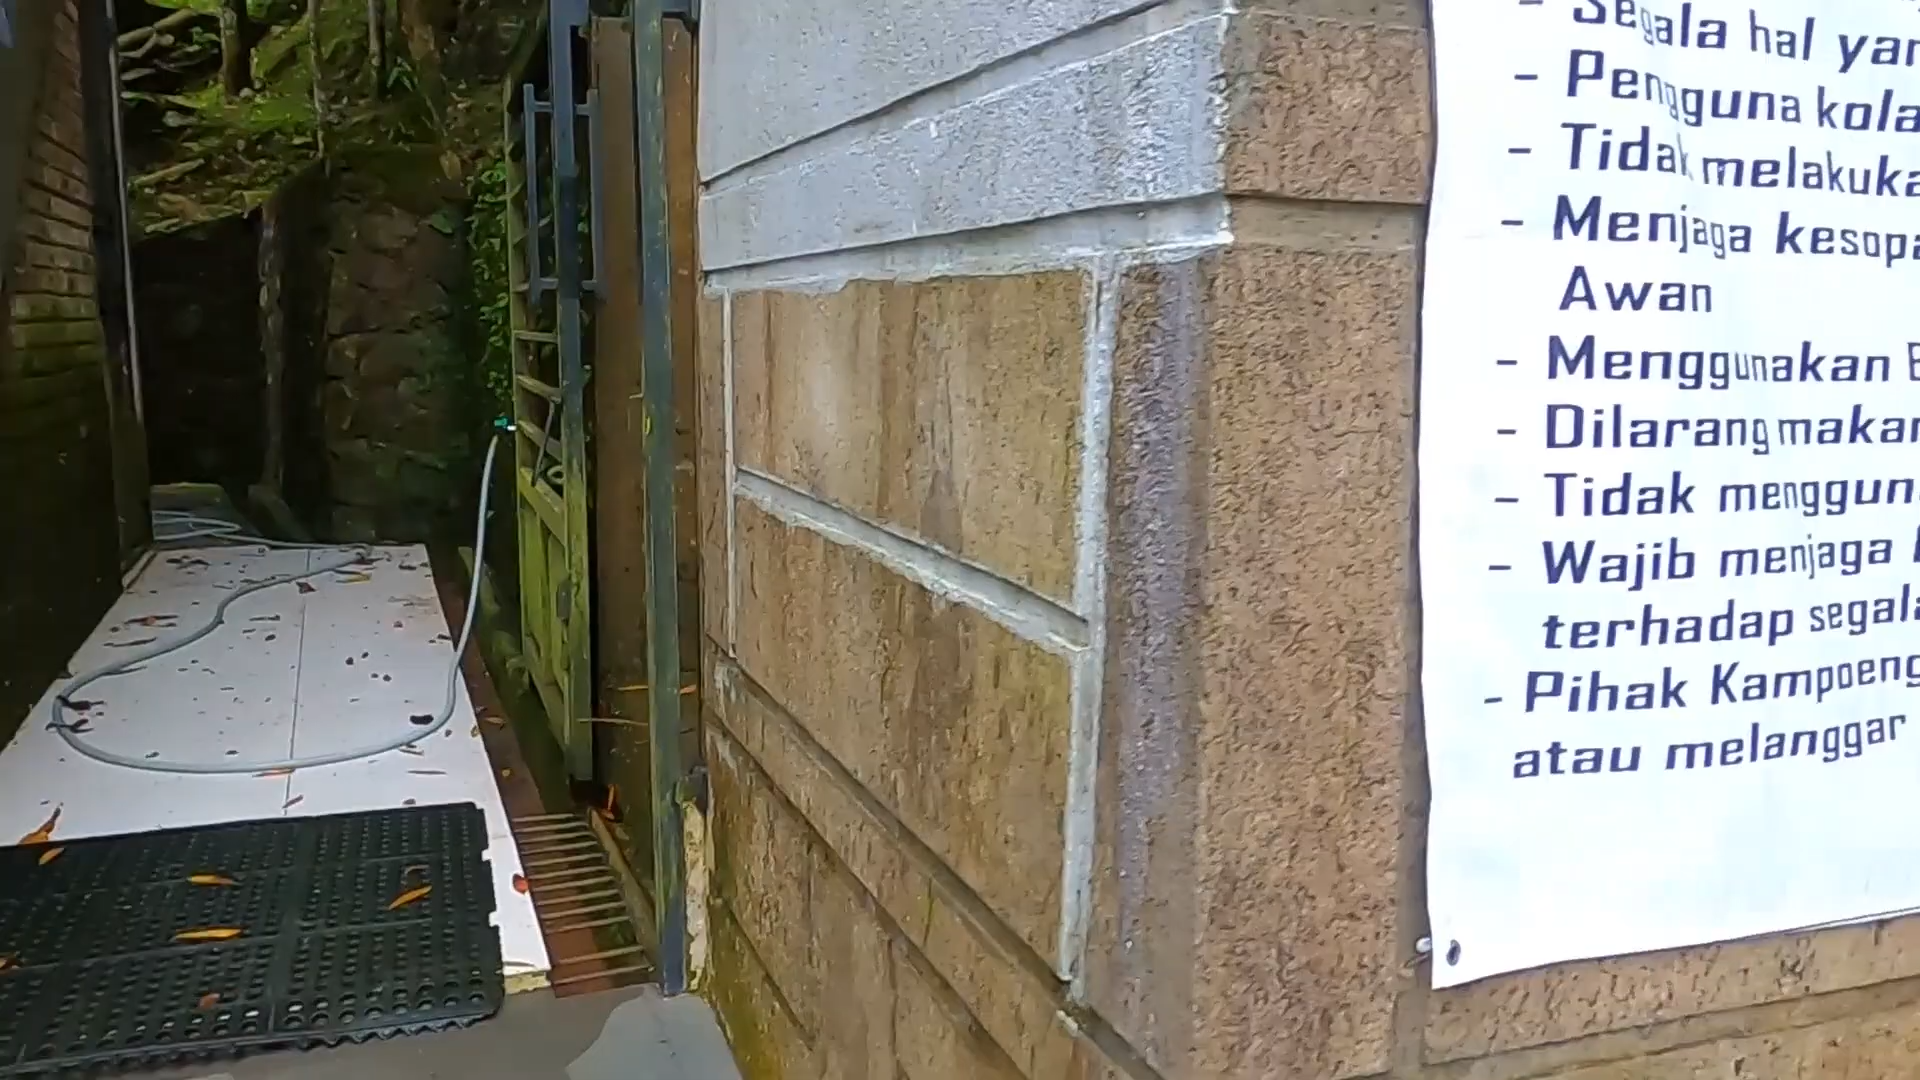 - Segala hal yan
- Pengguna kola
- Tidak melakuka
- Menjaga kesopa
Awan
- Menggunakan B
- Dilarang makan
- Tidak menggun
- Wajib menjaga
terhadap segala
- Pihak Kampoeng
atau melanggar